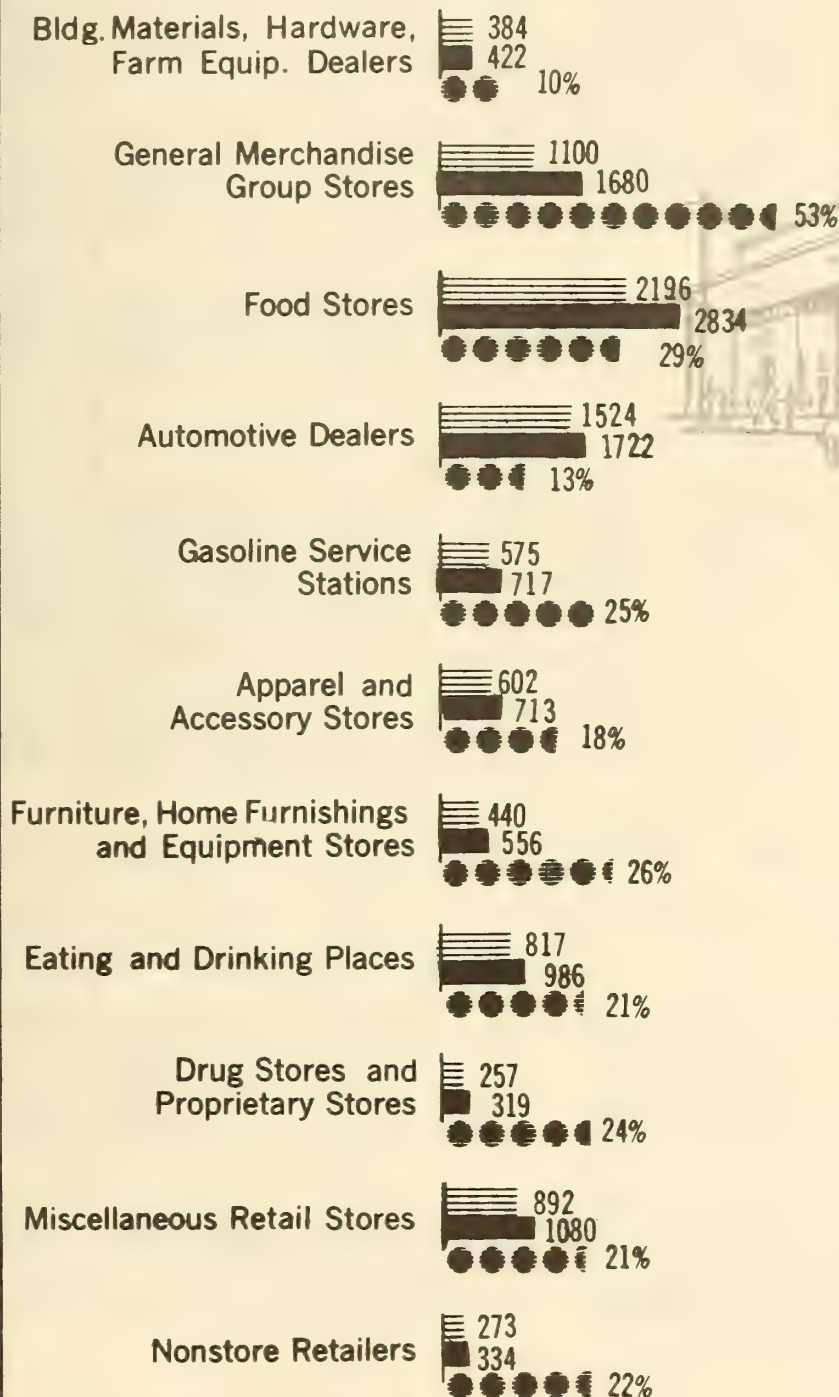 Bldg. Materials, Hardware,
Farm Equip. Dealers
384
422
10%
General Merchandise
Group Stores
1100
1680
53%
Food Stores
2196
2834
29%
Automotive Dealers
1524
1722
13%
Gasoline Service
Stations
575
717
25%
Apparel and
Accessory Stores
602
713
18%
Furniture, Home Furnishings
and Equipment Stores
440
556
26%
Eating and Drinking Places
817
986
21%
Drug Stores and
Proprietary Stores
257
319
24%
Miscellaneous Retail Stores
892
1080
21%
Nonstore Retailers
273
334
22%